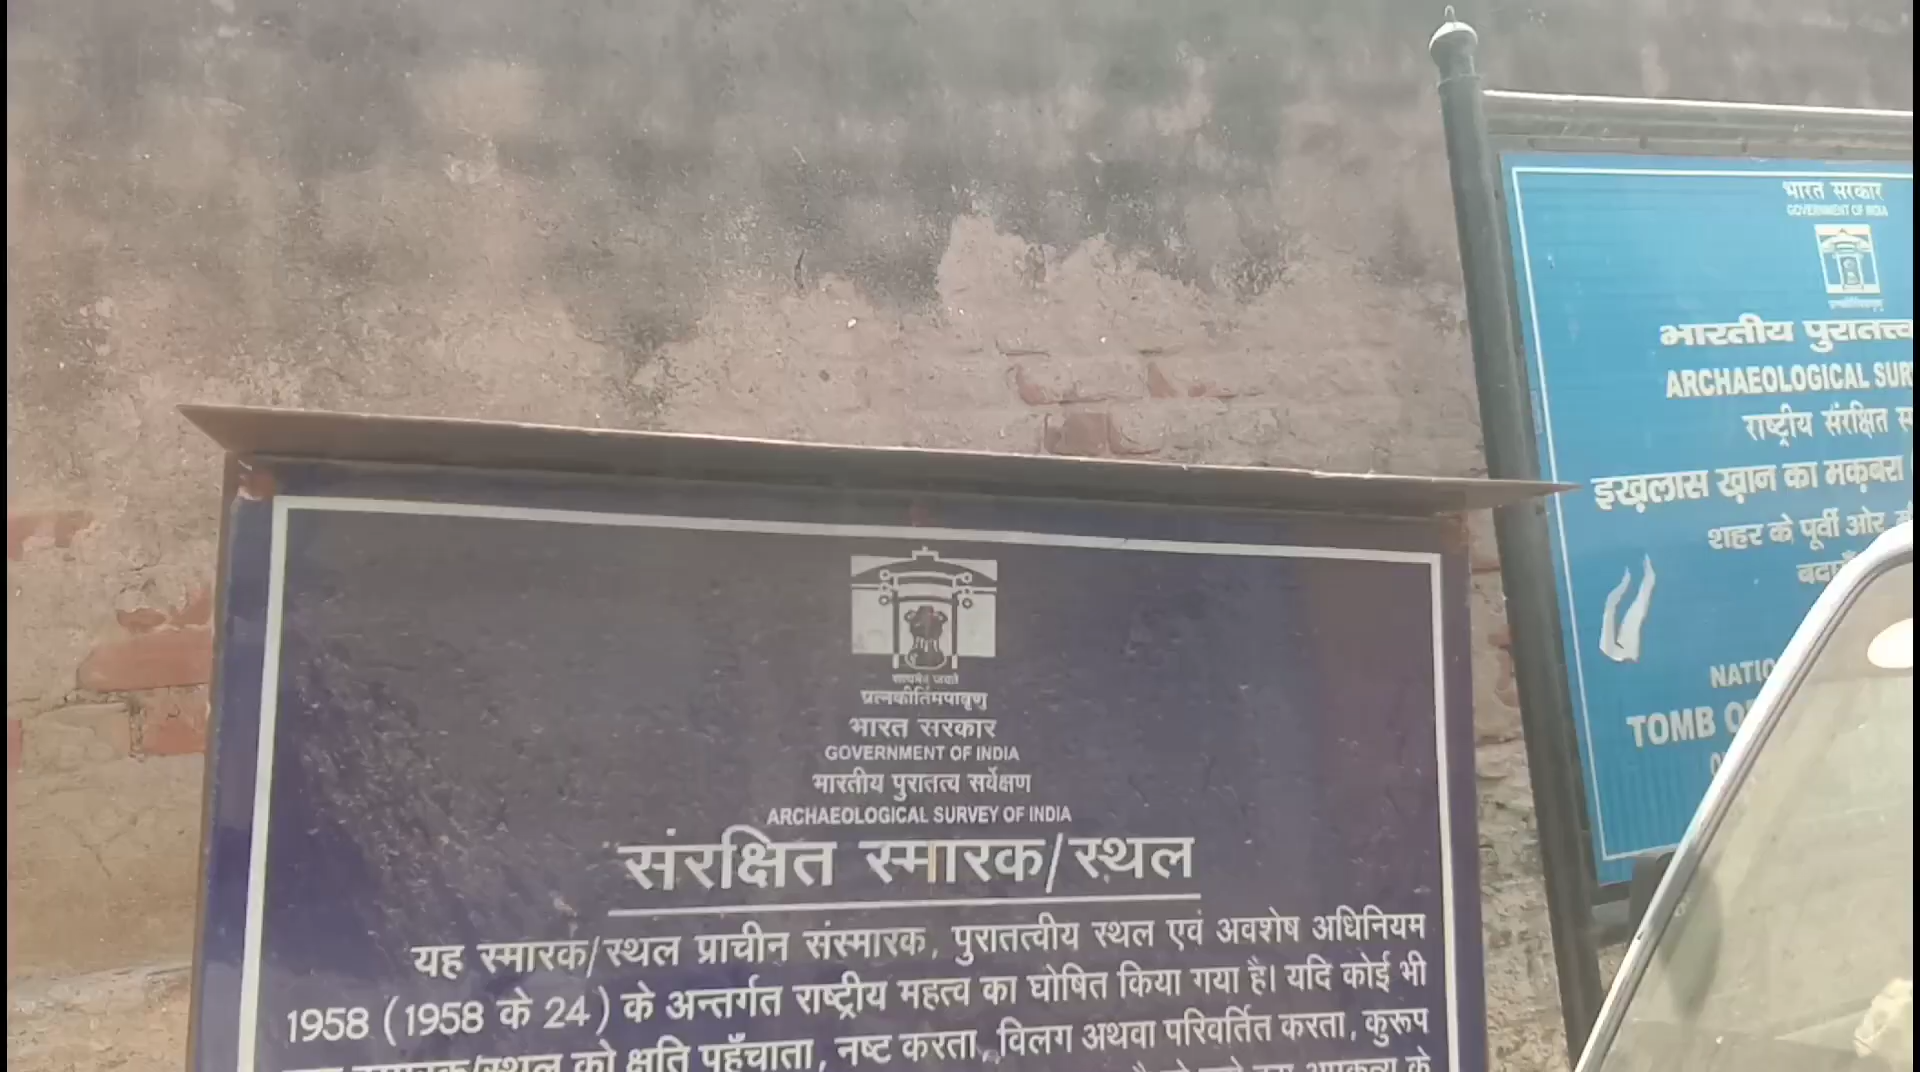 सत्यमेव जयते
प्रत्नकीर्तिमपावृणु
भारत सरकार
GOVERNMENT OF INDIA
भारतीय पुरातत्व सर्वेक्षण
ARCHAEOLOGICAL SURVEY OF INDIA
संरक्षित स्मारक/स्थल
यह स्मारक/स्थल प्राचीन संस्मारक, पुरातत्वीय स्थल एवं अवशेष अधिनियम
1958 (1958 के 24) के अन्तर्गत राष्ट्रीय महत्व का घोषित किया गया है। यदि कोई भी
स्मारक/स्थल को क्षति पहुँचाता, नष्ट करता, विलग अथवा परिवर्तित करता, कुरूप
भारत सरकार
GOVERNMENT OF INDIA
भारतीय पुरातत्त्व
ARCHAEOLOGICAL SUR
राष्ट्रीय संरक्षित
इख़लास ख़ान का मक़बरा
शहर के पूर्वी ओर
TOMB